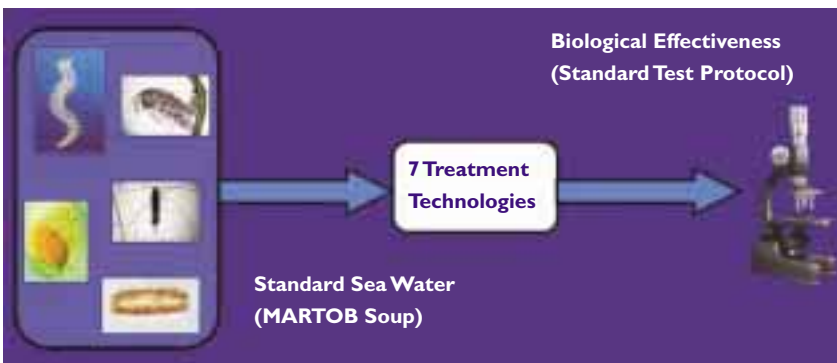 Biological Effectiveness
(Standard Test Protocol)
7 Treatment
Technologies
Standard Sea Water
(MARTOB Soup)